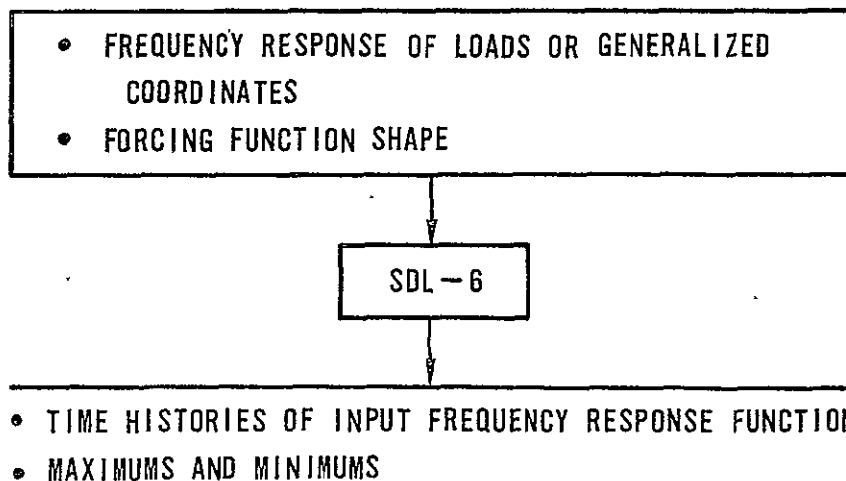 • FREQUENCY RESPONSE OF LOADS OR GENERALIZED
COORDINATES
• FORCING FUNCTION SHAPE
SDL-6
• TIME HISTORIES OF INPUT FREQUENCY RESPONSE FUNCTION
• MAXIMUMS AND MINIMUMS